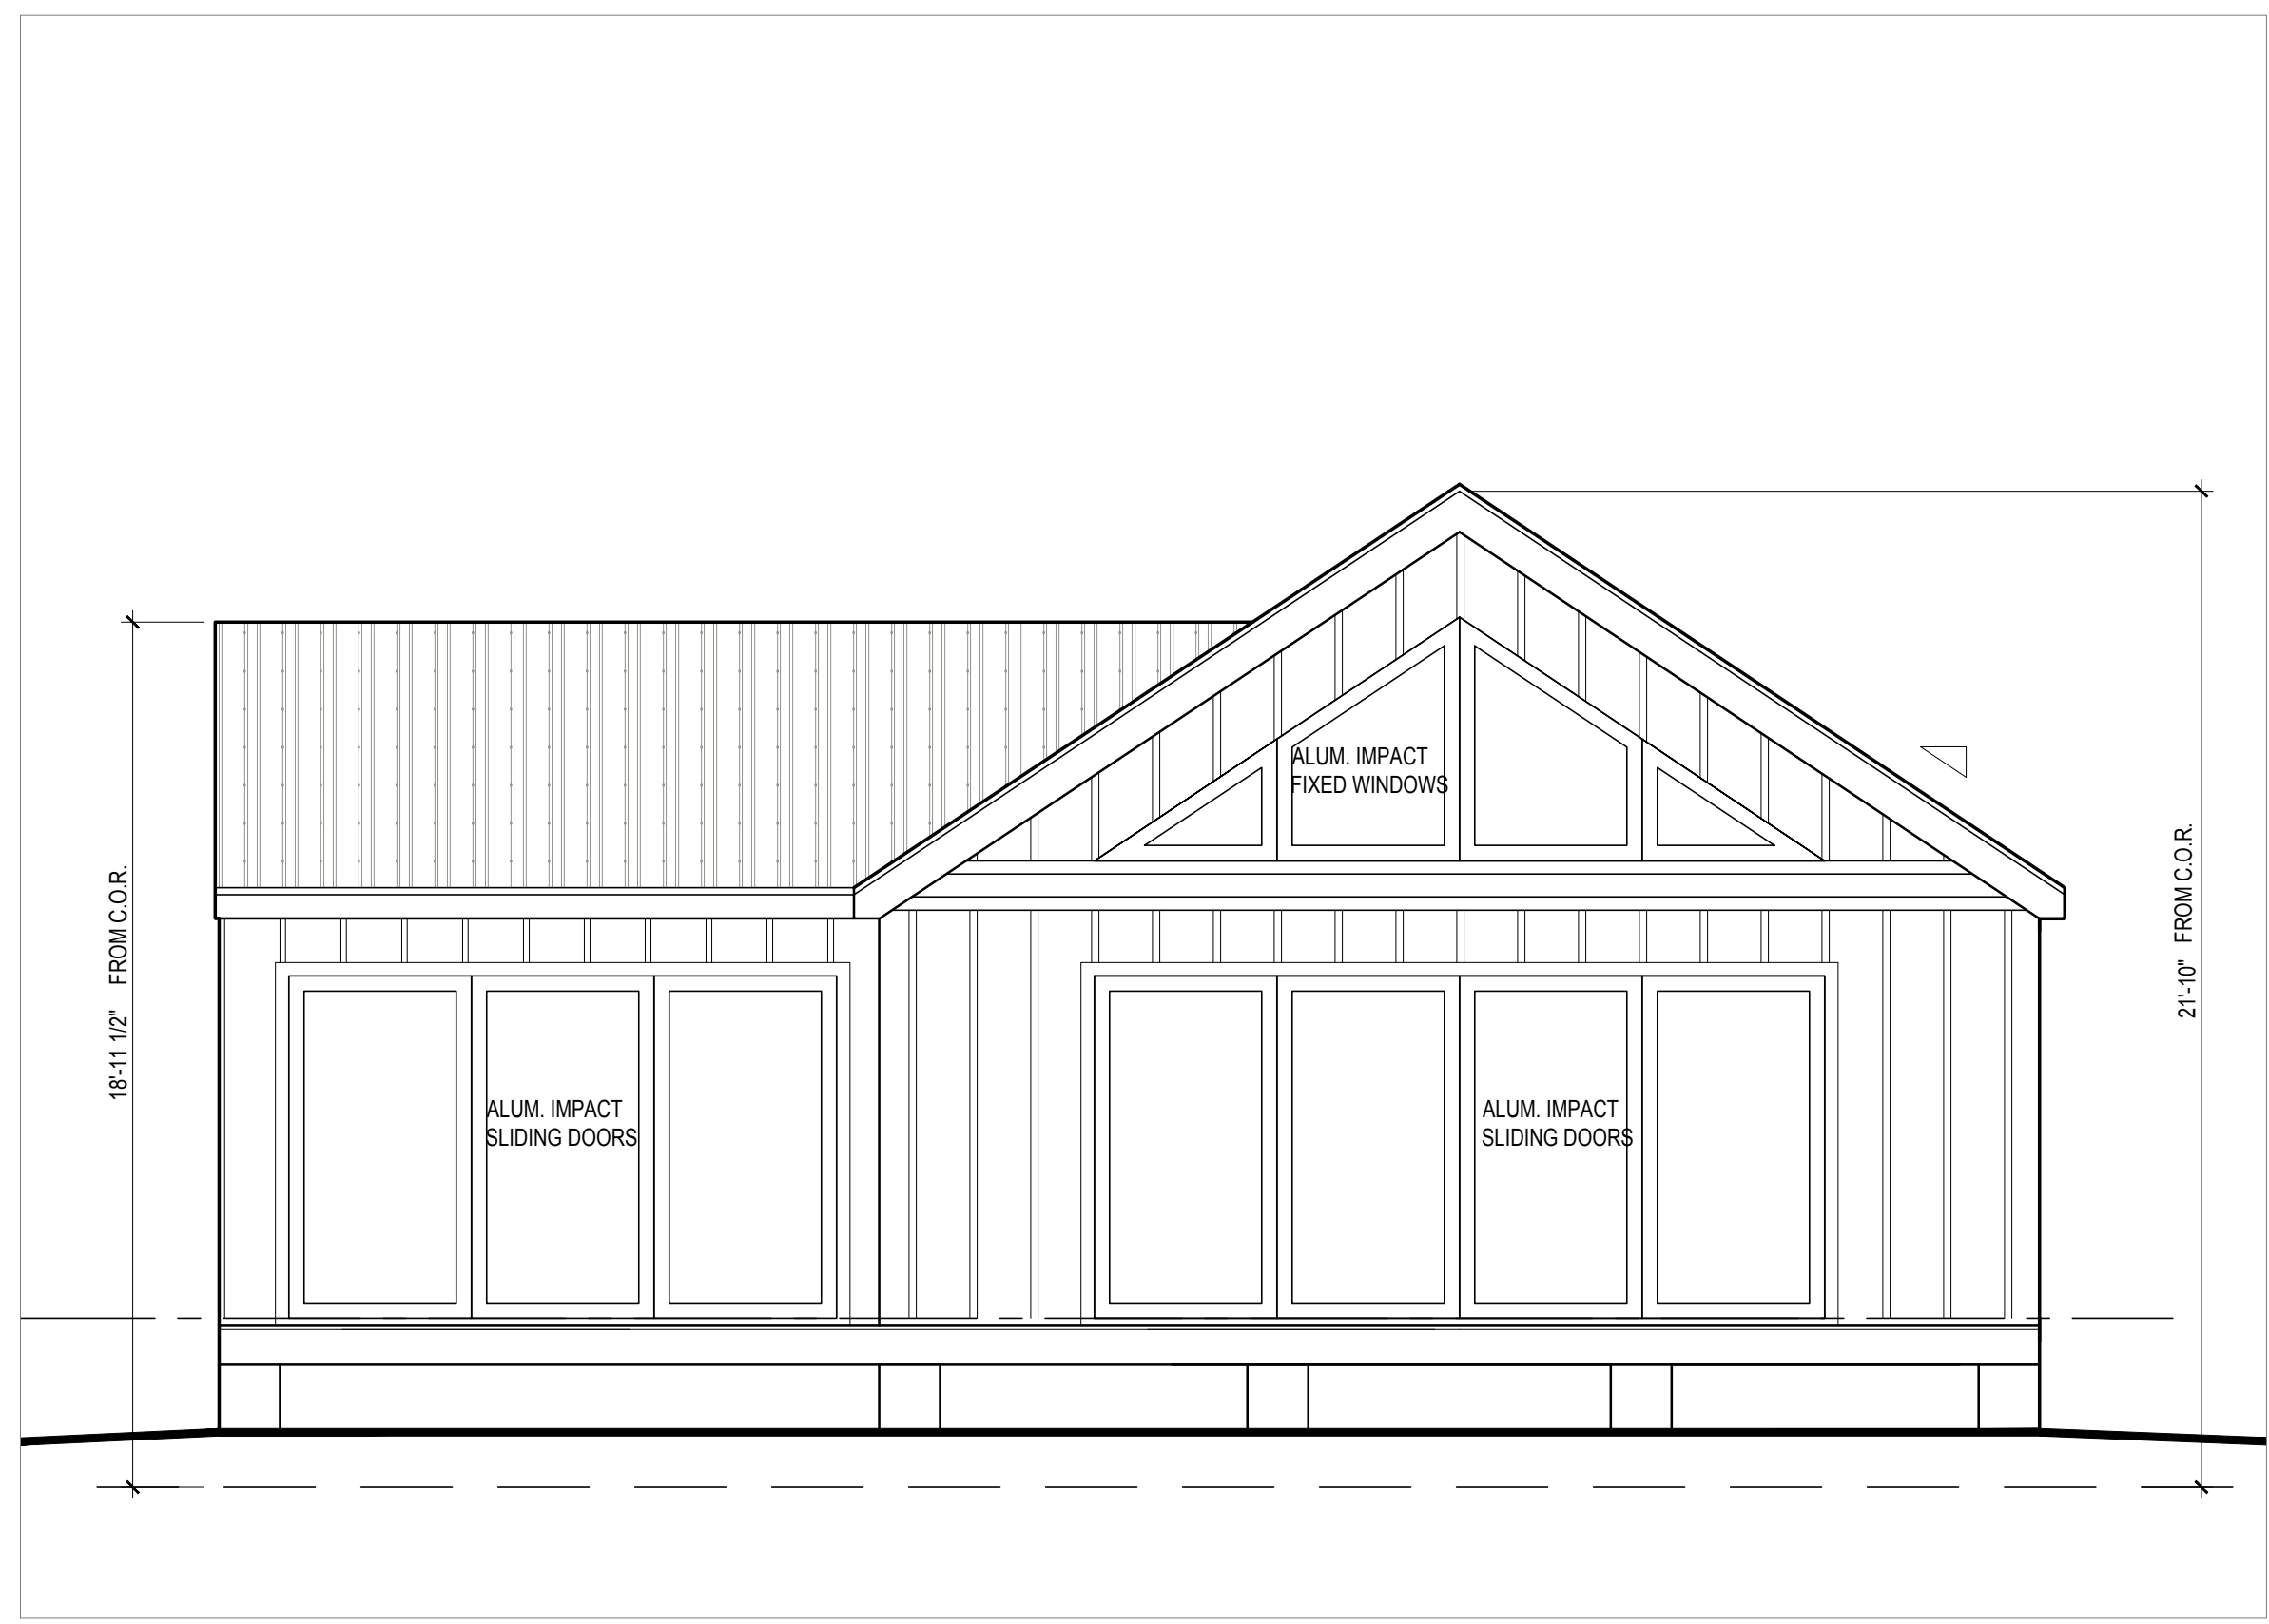 ALUM. IMPACT
FIXED WINDOWS
18'-11 1/2" FROM C.O.R.
21'-10" FROM C.O.R.
ALUM. IMPACT
SLIDING DOORS
ALUM. IMPACT
SLIDING DOORS